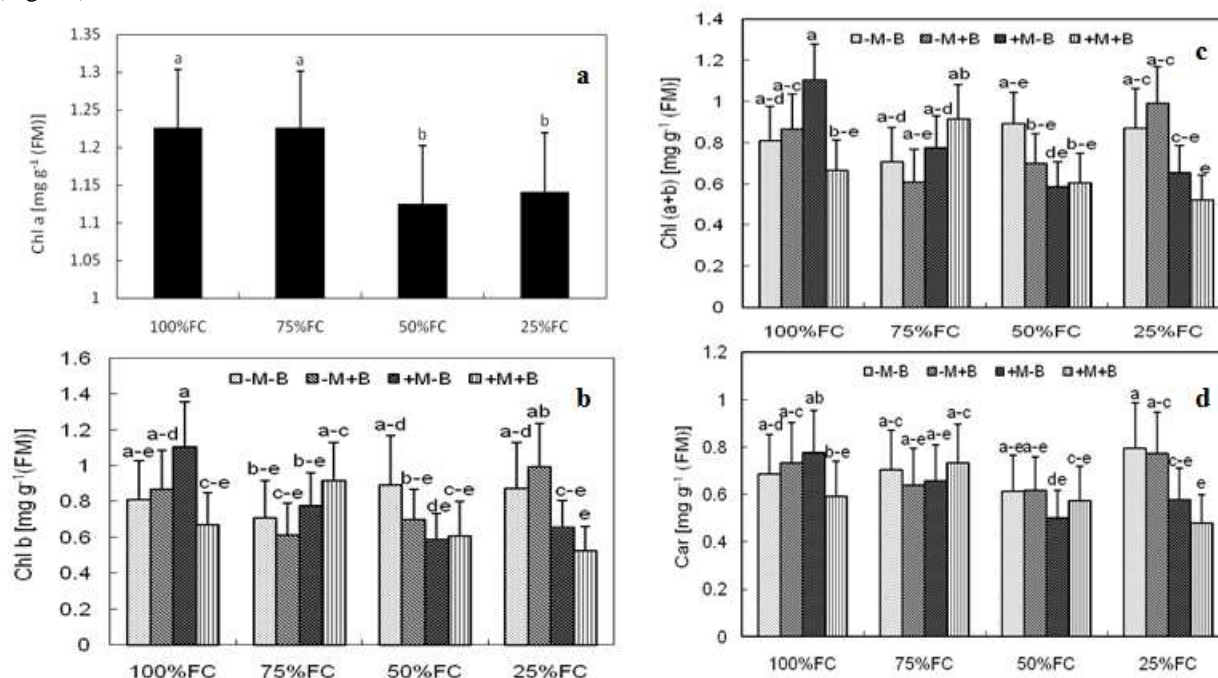 a
Chl a [mg g⁻¹ (FM)]
1.35
1.3
1.25
1.2
1.15
1.1
1.05
1
a
a
b
b
100%FC
75%FC
50%FC
25%FC
b
Chl b [mg g⁻¹(FM)]
1.6
1.4
1.2
1
0.8
0.6
0.4
0.2
0
-M-B -M+B +M-B +M+B
a-e a-d a c-e
b-e c-e b-e a-c
a-d b-e de c-e
a-d ab c-e e
100%FC
75%FC
50%FC
25%FC
c
Chl (a+b) [mg g⁻¹ (FM)]
1.4
1.2
1
0.8
0.6
0.4
0.2
0
-M-B -M+B +M-B +M+B
a-d a-c a b-e
a-d a-e a-d ab
a-e b-e de b-e
a-c a-c c-e e
100%FC
75%FC
50%FC
25%FC
d
Car [mg g⁻¹ (FM)]
1.2
1
0.8
0.6
0.4
0.2
0
-M-B -M+B +M-B +M+B
a-d a-c ab b-e
a-c a-e a-e a-c
a-e a-e de c-e
a a-c c-e e
100%FC
75%FC
50%FC
25%FC